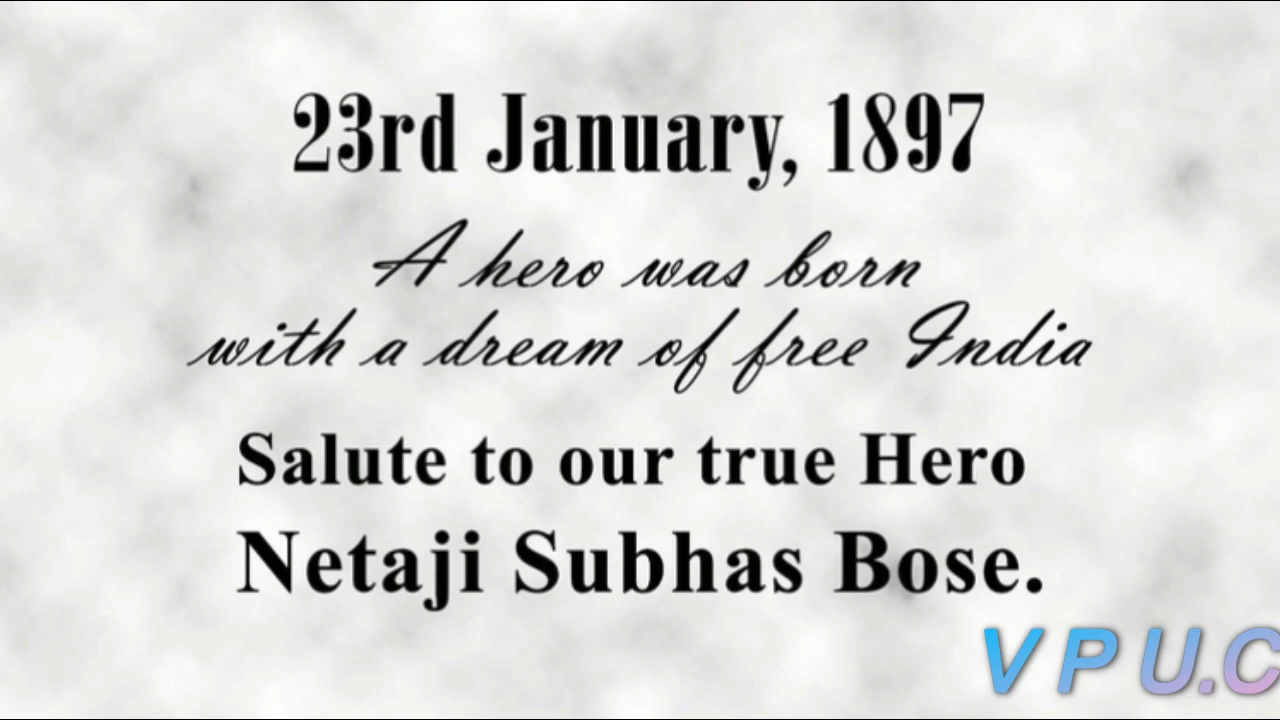 23rd January, 1897
A hero was born
with a dream of free India
Salute to our true Hero
Netaji Subhas Bose.
VPU.C